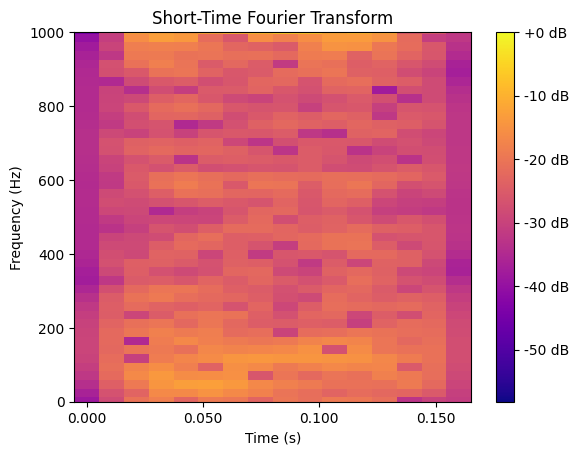 Short-Time Fourier Transform
1000
800
600
400
200
0
Frequency (Hz)
0.000
0.050
0.100
0.150
Time (s)
+0 dB
-10 dB
-20 dB
-30 dB
-40 dB
-50 dB